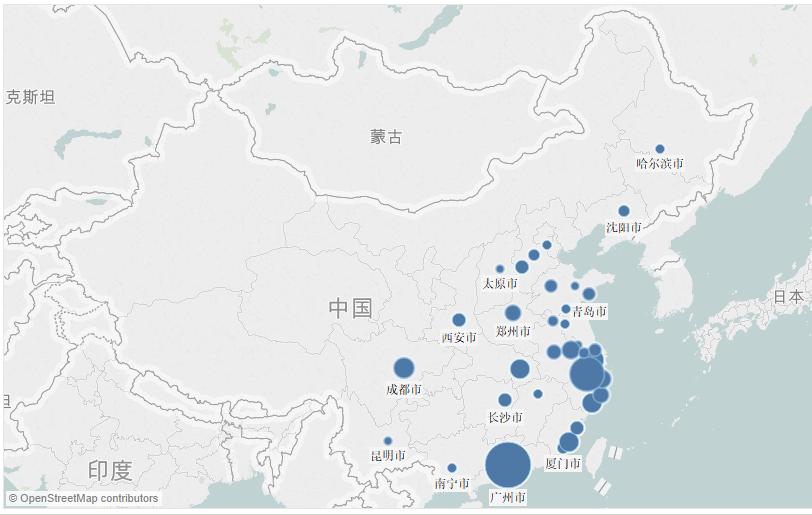 克斯坦
蒙古
哈尔滨市
沈阳市
太原市
日本
中国
青岛市
郑州市
西安市
成都市
坦
长沙市
昆明市
厦门市
印度
南宁市
广州市
© OpenStreetMap contributors